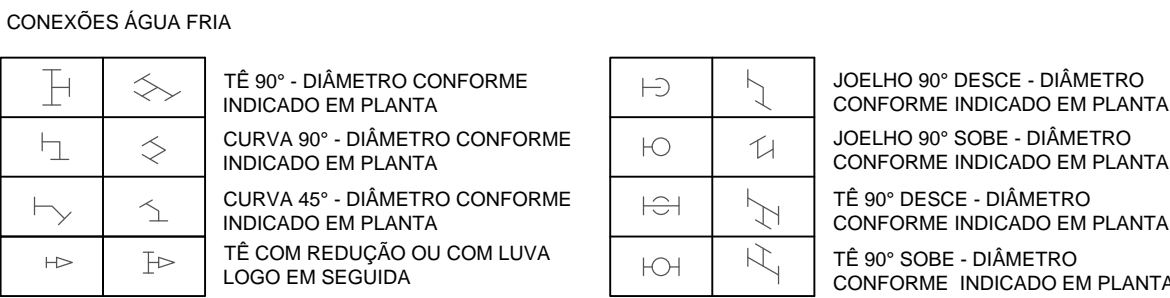 CONEXÕES ÁGUA FRIA
TÊ 90° - DIÂMETRO CONFORME
INDICADO EM PLANTA
CURVA 90° - DIÂMETRO CONFORME
INDICADO EM PLANTA
CURVA 45° - DIÂMETRO CONFORME
INDICADO EM PLANTA
TÊ COM REDUÇÃO OU COM LUVA
LOGO EM SEGUIDA
JOELHO 90° DESCE - DIÂMETRO
CONFORME INDICADO EM PLANTA
JOELHO 90° SOBE - DIÂMETRO
CONFORME INDICADO EM PLANTA
TÊ 90° DESCE - DIÂMETRO
CONFORME INDICADO EM PLANTA
TÊ 90° SOBE - DIÂMETRO
CONFORME  INDICADO EM PLANTA